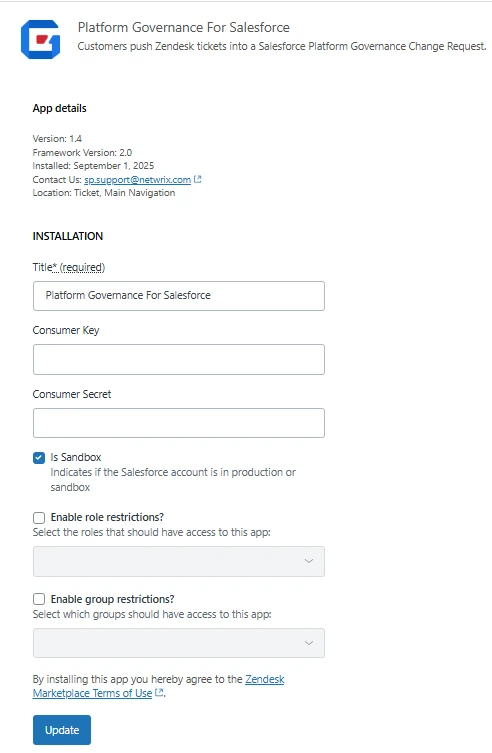 Platform Governance For Salesforce
Customers push Zendesk tickets into a Salesforce Platform Governance Change Request.
App details
Version: 1.4
Framework Version: 2.0
Installed: September 1, 2025
Contact Us: sp.support@netwrix.com
Location: Ticket, Main Navigation
INSTALLATION
Title* (required)
Platform Governance For Salesforce
Consumer Key
Consumer Secret
Is Sandbox
Indicates if the Salesforce account is in production or
sandbox
Enable role restrictions?
Select the roles that should have access to this app:
Enable group restrictions?
Select which groups should have access to this app:
By installing this app you hereby agree to the Zendesk
Marketplace Terms of Use.
Update